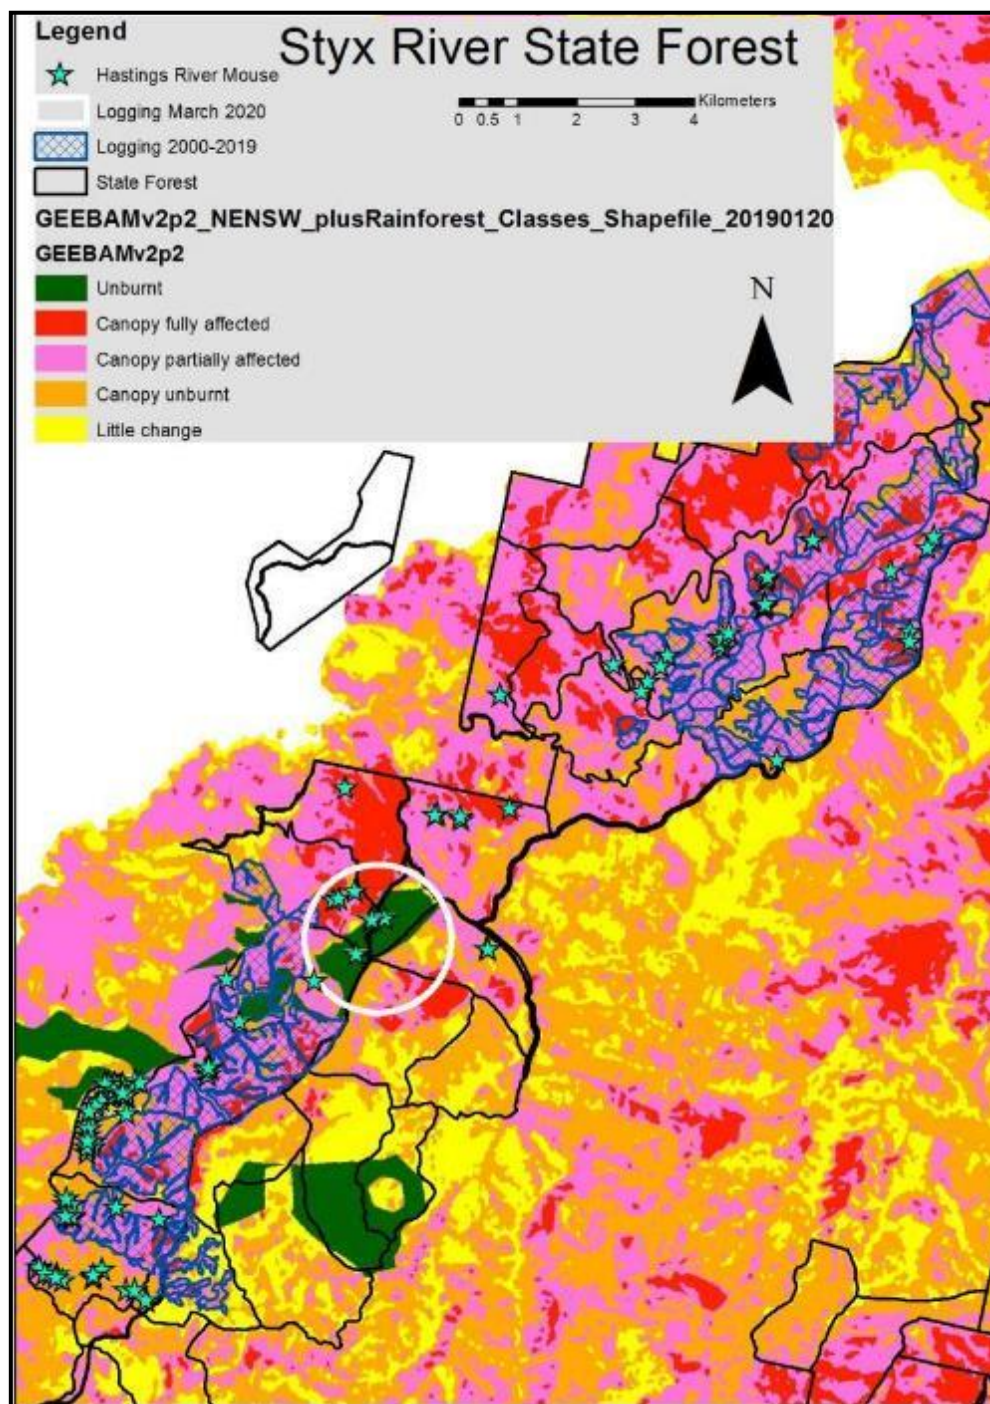 Legend
Styx River State Forest
Hastings River Mouse
Logging March 2020
Kilometers
0 0.5 1 2 3 4
Logging 2000-2019
State Forest
GEEBAMv2p2_NENSW_plusRainforest_Classes_Shapefile_20190120
GEEBAMv2p2
Unburnt
N
Canopy fully affected
Canopy partially affected
Canopy unburnt
Little change